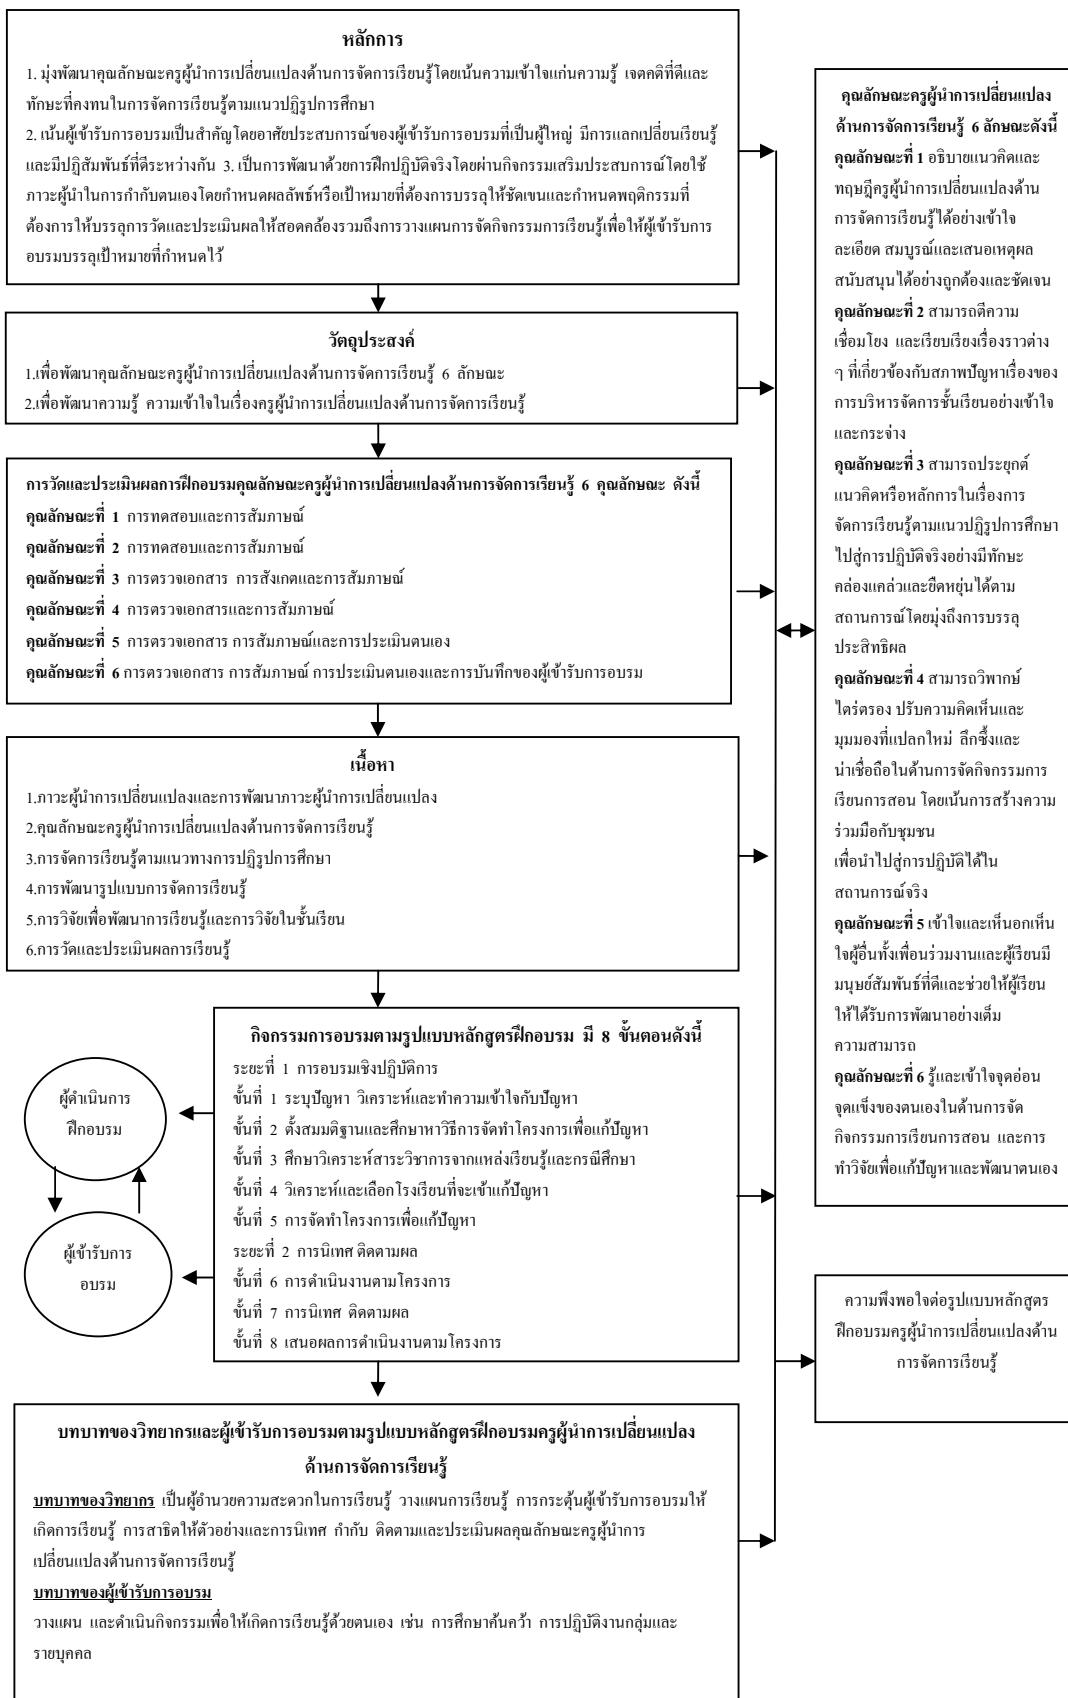 หลักการ
1. มุ่งพัฒนาคุณลักษณะครูผู้นำการเปลี่ยนแปลงด้านการจัดการเรียนรู้โดยเน้นความเข้าใจแก่นความรู้ เจตคติที่ดีและ
ทักษะที่คงทนในการจัดการเรียนรู้ตามแนวปฏิรูปการศึกษา
2. เน้นผู้เข้ารับการอบรมเป็นสำคัญโดยอาศัยประสบการณ์ของผู้เข้ารับการอบรมที่เป็นผู้ใหญ่ มีการแลกเปลี่ยนเรียนรู้
และมีปฏิสัมพันธ์ที่ดีระหว่างกัน 3. เป็นการพัฒนาด้วยการฝึกปฏิบัติจริงโดยผ่านกิจกรรมเสริมประสบการณ์โดยใช้
ภาวะผู้นำในการกำกับตนเองโดยกำหนดผลลัพธ์หรือเป้าหมายที่ต้องการบรรลุให้ชัดเขนและกำหนดพฤติกรรมที่
ต้องการให้บรรลุการวัดและประเมินผลให้สอดคล้องรวมถึงการวางแผนการจัดกิจกรรมการเรียนรู้เพื่อให้ผู้เข้ารับการ
อบรมบรรลุเป้าหมายที่กำหนดไว้
วัตถุประสงค์
1.เพื่อพัฒนาคุณลักษณะครูผู้นำการเปลี่ยนแปลงด้านการจัดการเรียนรู้ 6 ลักษณะ
2.เพื่อพัฒนาความรู้ ความเข้าใจในเรื่องครูผู้นำการเปลี่ยนแปลงด้านการจัดการเรียนรู้
การวัดและประเมินผลการฝึกอบรมคุณลักษณะครูผู้นำการเปลี่ยนแปลงด้านการจัดการเรียนรู้ 6 คุณลักษณะ ดังนี้
คุณลักษณะที่ 1 การทดสอบและการสัมภาษณ์
คุณลักษณะที่ 2 การทดสอบและการสัมภาษณ์
คุณลักษณะที่ 3 การตรวจเอกสาร การสังเกตและการสัมภาษณ์
คุณลักษณะที่ 4 การตรวจเอกสารและการสัมภาษณ์
คุณลักษณะที่ 5 การตรวจเอกสาร การสัมภาษณ์และการประเมินตนเอง
คุณลักษณะที่ 6 การตรวจเอกสาร การสัมภาษณ์ การประเมินตนเองและการบันทึกของผู้เข้ารับการอบรม
เนื้อหา
1.ภาวะผู้นำการเปลี่ยนแปลงและการพัฒนาภาวะผู้นำการเปลี่ยนแปลง
2.คุณลักษณะครูผู้นำการเปลี่ยนแปลงด้านการจัดการเรียนรู้
3.การจัดการเรียนรู้ตามแนวทางการปฏิรูปการศึกษา
4.การพัฒนารูปแบบการจัดการเรียนรู้
5.การวิจัยเพื่อพัฒนาการเรียนรู้และการวิจัยในชั้นเรียน
6.การวัดและประเมินผลการเรียนรู้
กิจกรรมการอบรมตามรูปแบบหลักสูตรฝึกอบรม มี 8 ขั้นตอนดังนี้
ระยะที่ 1 การอบรมเชิงปฏิบัติการ
ขั้นที่ 1 ระบุปัญหา วิเคราะห์และทำความเข้าใจกับปัญหา
ขั้นที่ 2 ตั้งสมมติฐานและศึกษาหาวิธีการจัดทำโครงการเพื่อแก้ปัญหา
ขั้นที่ 3 ศึกษาวิเคราะห์สาระวิชาการจากแหล่งเรียนรู้และกรณีศึกษา
ขั้นที่ 4 วิเคราะห์และเลือกโรงเรียนที่จะเข้าแก้ปัญหา
ขั้นที่ 5 การจัดทำโครงการเพื่อแก้ปัญหา
ระยะที่ 2 การนิเทศ ติดตามผล
ขั้นที่ 6 การดำเนินงานตามโครงการ
ขั้นที่ 7 การนิเทศ ติดตามผล
ขั้นที่ 8 เสนอผลการดำเนินงานตามโครงการ
ผู้ดำเนินการ
ฝึกอบรม
ผู้เข้ารับการ
อบรม
บทบาทของวิทยากรและผู้เข้ารับการอบรมตามรูปแบบหลักสูตรฝึกอบรมครูผู้นำการเปลี่ยนแปลง
ด้านการจัดการเรียนรู้
บทบาทของวิทยากร เป็นผู้อำนวยความสะดวกในการเรียนรู้ วางแผนการเรียนรู้ การกระตุ้นผู้เข้ารับการอบรมให้
เกิดการเรียนรู้ การสาธิตให้ตัวอย่างและการนิเทศ กำกับ ติดตามและประเมินผลคุณลักษณะครูผู้นำการ
เปลี่ยนแปลงด้านการจัดการเรียนรู้
บทบาทของผู้เข้ารับการอบรม
วางแผน และดำเนินกิจกรรมเพื่อให้เกิดการเรียนรู้ด้วยตนเอง เช่น การศึกษาค้นคว้า การปฏิบัติงานกลุ่มและ
รายบุคคล
คุณลักษณะครูผู้นำการเปลี่ยนแปลง
ด้านการจัดการเรียนรู้ 6 ลักษณะดังนี้
คุณลักษณะที่ 1 อธิบายแนวคิดและ
ทฤษฎีครูผู้นำการเปลี่ยนแปลงด้าน
การจัดการเรียนรู้ได้อย่างเข้าใจ
ละเอียด สมบูรณ์และเสนอเหตุผล
สนับสนุนได้อย่างถูกต้องและชัดเจน
คุณลักษณะที่ 2 สามารถตีความ
เชื่อมโยง และเรียบเรียงเรื่องราวต่าง
ๆ ที่เกี่ยวข้องกับสภาพปัญหาเรื่องของ
การบริหารจัดการชั้นเรียนอย่างเข้าใจ
และกระจ่าง
คุณลักษณะที่ 3 สามารถประยุกต์
แนวคิดหรือหลักการในเรื่องการ
จัดการเรียนรู้ตามแนวปฏิรูปการศึกษา
ไปสู่การปฏิบัติจริงอย่างมีทักษะ
คล่องแคล่วและยืดหยุ่นได้ตาม
สถานการณ์โดยมุ่งถึงการบรรลุ
ประสิทธิผล
คุณลักษณะที่ 4 สามารถวิพากษ์
ไตร่ตรอง ปรับความคิดเห็นและ
มุมมองที่แปลกใหม่ ลึกซึ้งและ
น่าเชื่อถือในด้านการจัดกิจกรรมการ
เรียนการสอน โดยเน้นการสร้างความ
ร่วมมือกับชุมชน
เพื่อนำไปสู่การปฏิบัติได้ใน
สถานการณ์จริง
คุณลักษณะที่ 5 เข้าใจและเห็นอกเห็น
ใจผู้อื่นทั้งเพื่อนร่วมงานและผู้เรียนมี
มนุษย์สัมพันธ์ที่ดีและช่วยให้ผู้เรียน
ให้ได้รับการพัฒนาอย่างเต็ม
ความสามารถ
คุณลักษณะที่ 6 รู้และเข้าใจจุดอ่อน
จุดแข็งของตนเองในด้านการจัด
กิจกรรมการเรียนการสอน และการ
ทำวิจัยเพื่อแก้ปัญหาและพัฒนาตนเอง
ความพึงพอใจต่อรูปแบบหลักสูตร
ฝึกอบรมครูผู้นำการเปลี่ยนแปลงด้าน
การจัดการเรียนรู้